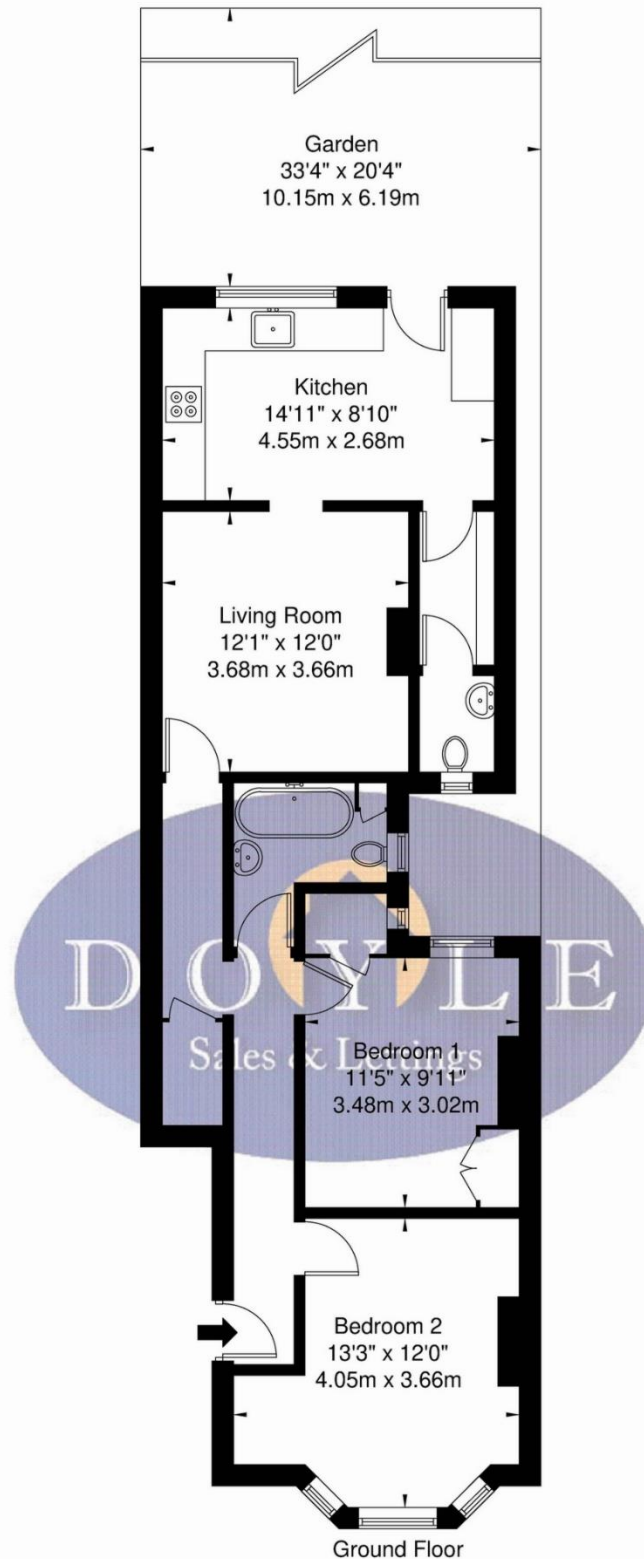 Garden
33'4" x 20'4"
10.15m x 6.19m
Kitchen
14'11" x 8'10"
4.55m x 2.68m
Living Room
12'1" x 12'0"
3.68m x 3.66m
DOYLE
Sales & Lettings
Bedroom 1
11'5" x 9'11"
3.48m x 3.02m
Bedroom 2
13'3" x 12'0"
4.05m x 3.66m
Ground Floor